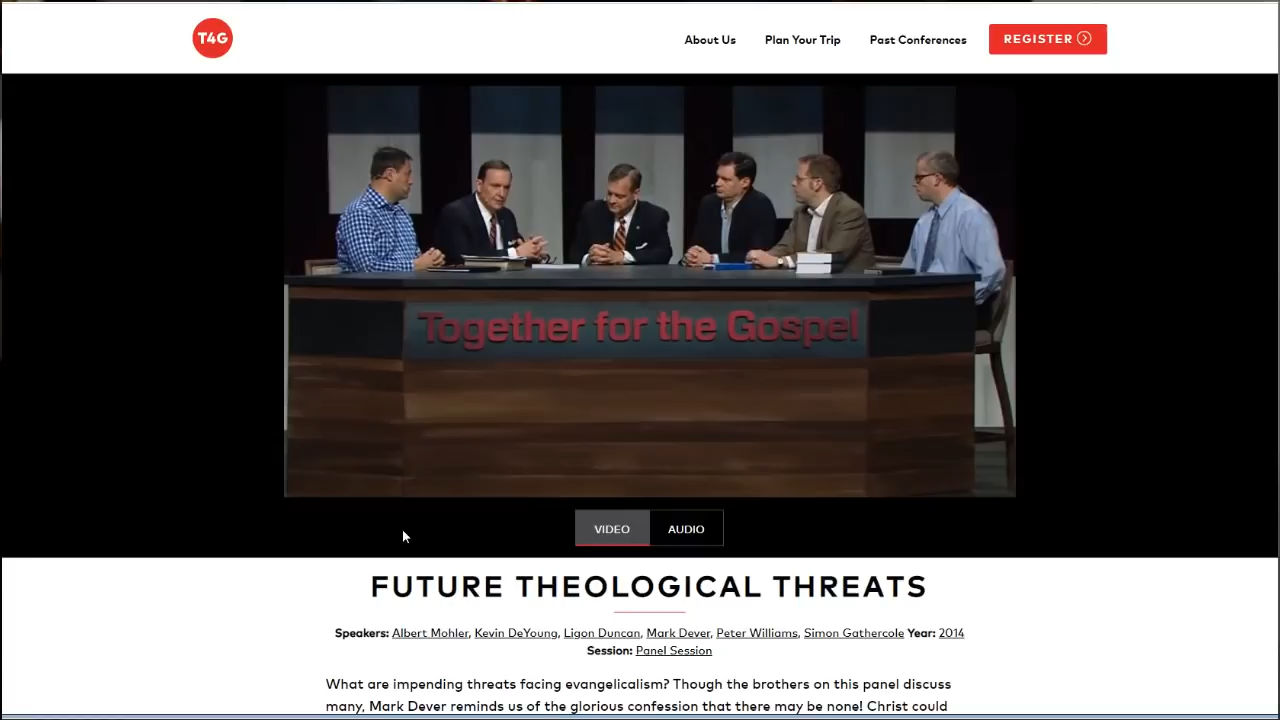 T4G
About Us
Plan Your Trip
Past Conferences
REGISTER
Together for the Gospel
VIDEO
AUDIO
FUTURE THEOLOGICAL THREATS
Speakers: Albert Mohler, Kevin DeYoung, Ligon Duncan, Mark Dever, Peter Williams, Simon Gathercole Year: 2014
Session: Panel Session
What are impending threats facing evangelicalism? Though the brothers on this panel discuss
many, Mark Dever reminds us of the glorious confession that there may be none! Christ could